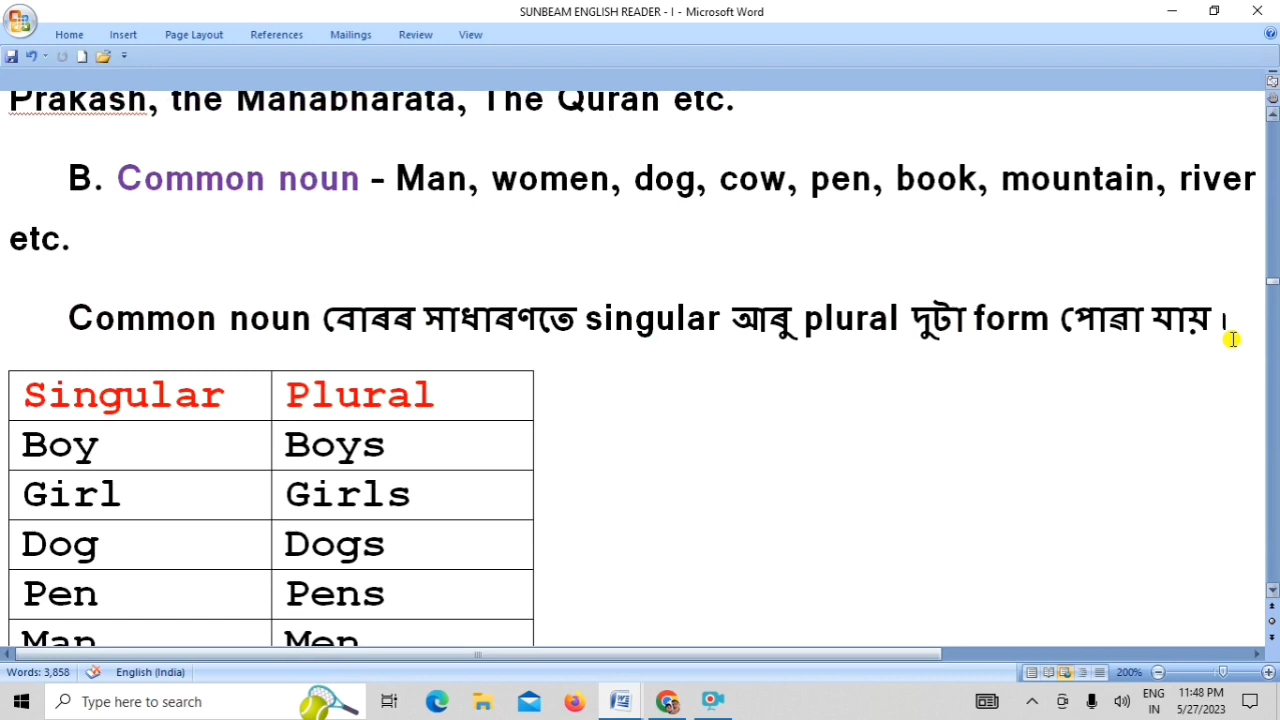 SUNBEAM ENGLISH READER - I - Microsoft Word
Home Insert Page Layout References Mailings Review View
Prakash, the Mahabharata, The Quran etc.
B. Common noun - Man, women, dog, cow, pen, book, mountain, river
etc.
Common noun বোৰৰ সাধাৰণতে singular আৰু plural দুটা form পোৱা যায়।
Singular Plural
Boy Boys
Girl Girls
Dog Dogs
Pen Pens
Man Men
Words: 3,858 English (India) 200%
Type here to search
ENG 11:48 PM
IN 5/27/2023